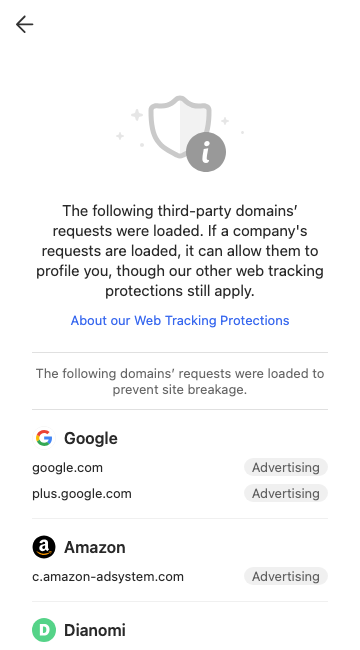 The following third-party domains’
requests were loaded. If a company's
requests are loaded, it can allow them to
profile you, though our other web tracking
protections still apply.
About our Web Tracking Protections
The following domains’ requests were loaded to
prevent site breakage.
Google
google.com Advertising
plus.google.com Advertising
Amazon
c.amazon-adsystem.com Advertising
D Dianomi